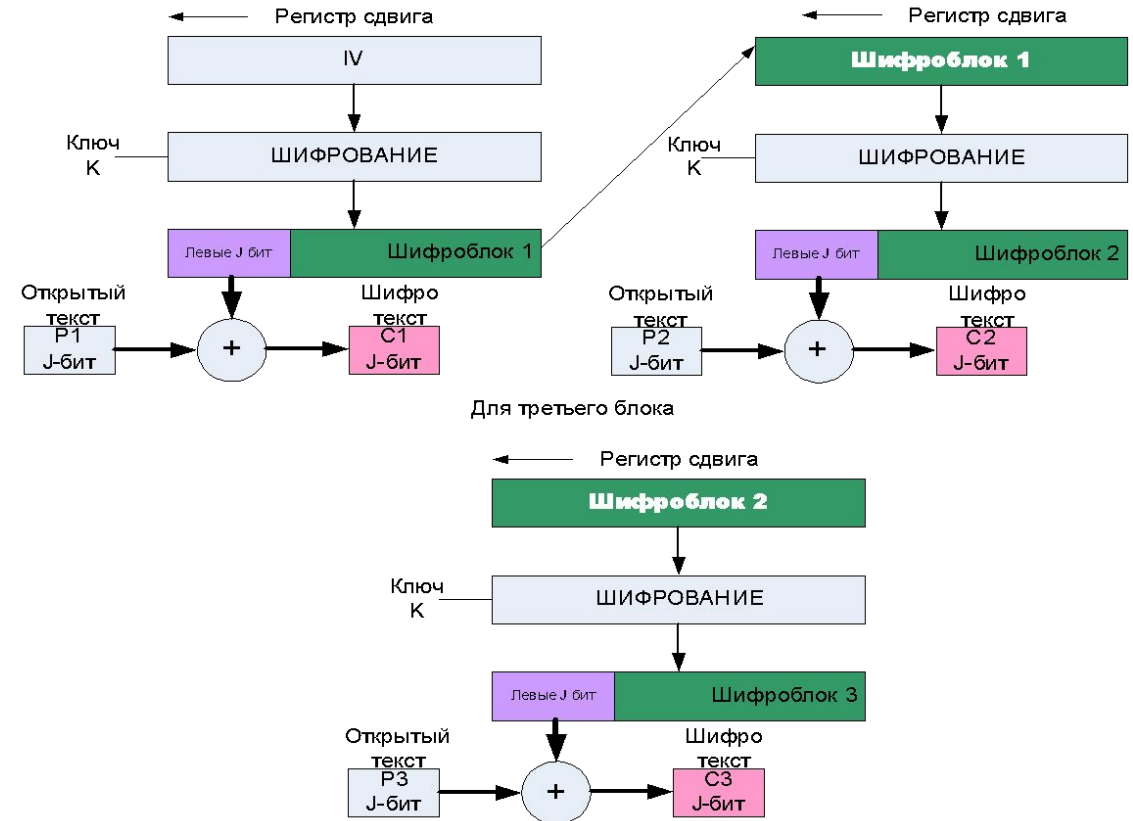 Регистр сдвига
IV
Ключ
K
ШИФРОВАНИЕ
Левые J бит
Шифроблок 1
Открытый
текст
P1
J-бит
+
Шифро
текст
C1
J-бит
Регистр сдвига
Шифроблок 1
Ключ
K
ШИФРОВАНИЕ
Левые J бит
Шифроблок 2
Открытый
текст
P2
J-бит
+
Шифро
текст
C2
J-бит
Для третьего блока
Регистр сдвига
Шифроблок 2
Ключ
K
ШИФРОВАНИЕ
Левые J бит
Шифроблок 3
Открытый
текст
P3
J-бит
+
Шифро
текст
C3
J-бит